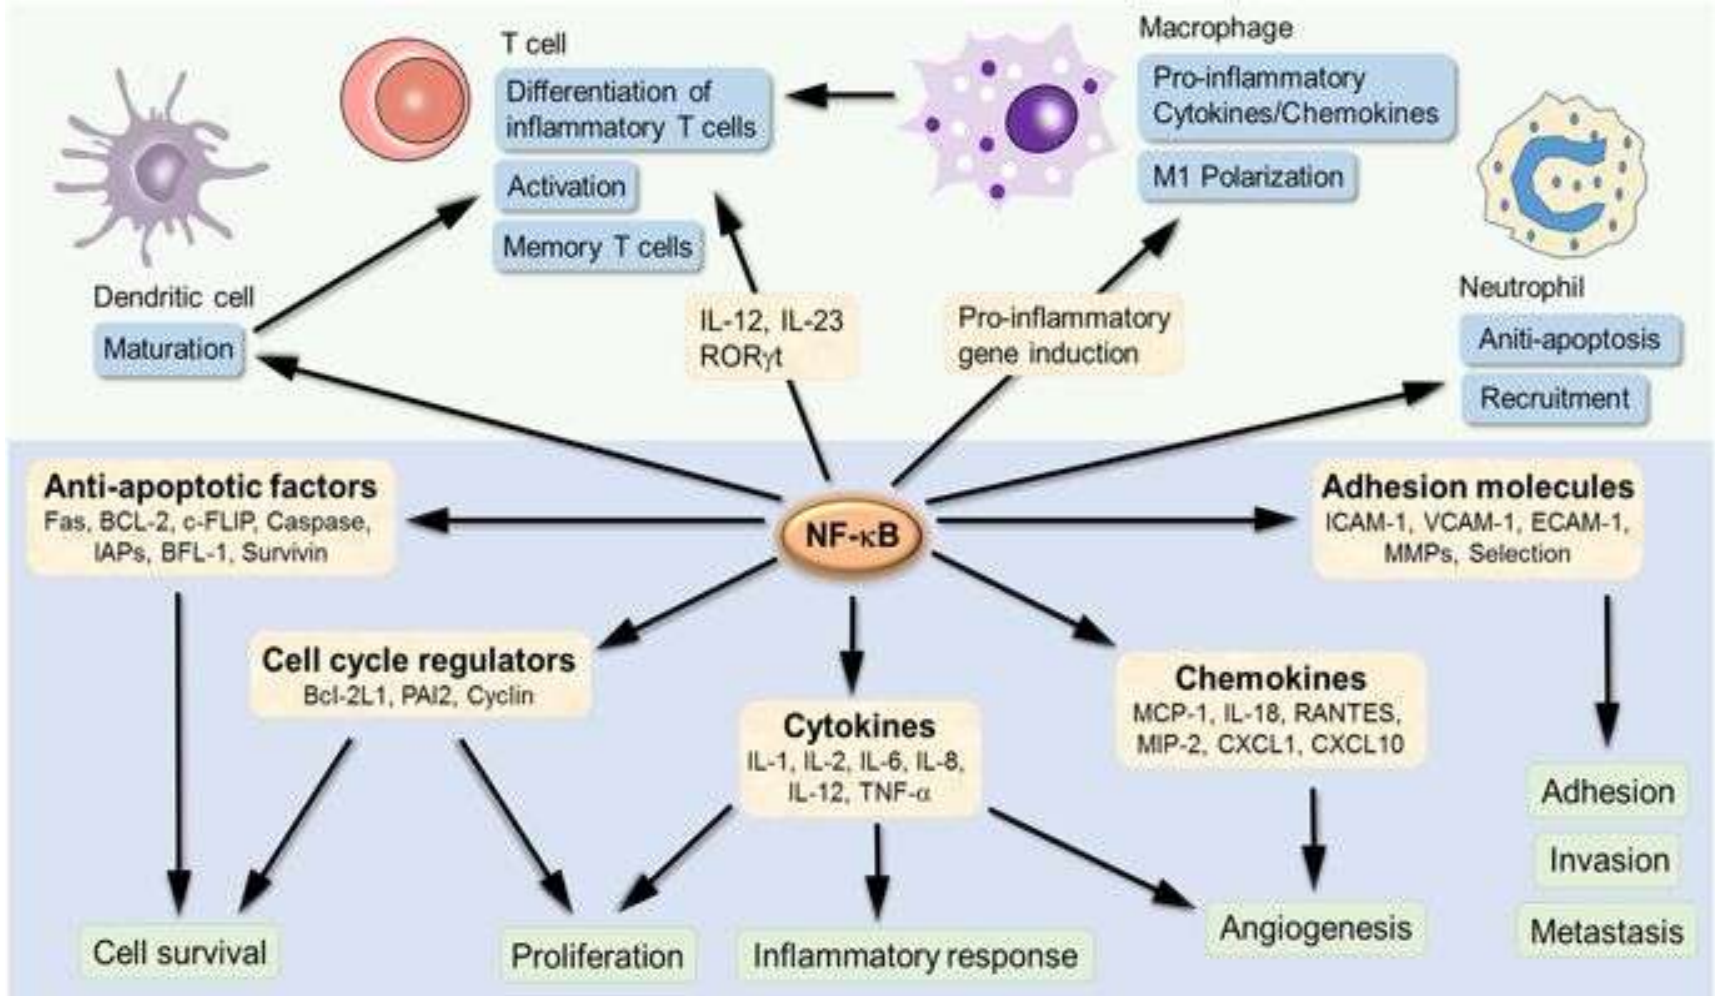 T cell
Differentiation of
inflammatory T cells
Activation
Memory T cells
Macrophage
Pro-inflammatory
Cytokines/Chemokines
M1 Polarization
Dendritic cell
Maturation
IL-12, IL-23
RORγt
Pro-inflammatory
gene induction
Neutrophil
Aniti-apoptosis
Recruitment
NF-κB
Anti-apoptotic factors
Fas, BCL-2, c-FLIP, Caspase,
IAPs, BFL-1, Survivin
Adhesion molecules
ICAM-1, VCAM-1, ECAM-1,
MMPs, Selection
Cell cycle regulators
Bcl-2L1, PAI2, Cyclin
Cytokines
IL-1, IL-2, IL-6, IL-8,
IL-12, TNF-α
Chemokines
MCP-1, IL-18, RANTES,
MIP-2, CXCL1, CXCL10
Cell survival
Proliferation
Inflammatory response
Angiogenesis
Adhesion
Invasion
Metastasis